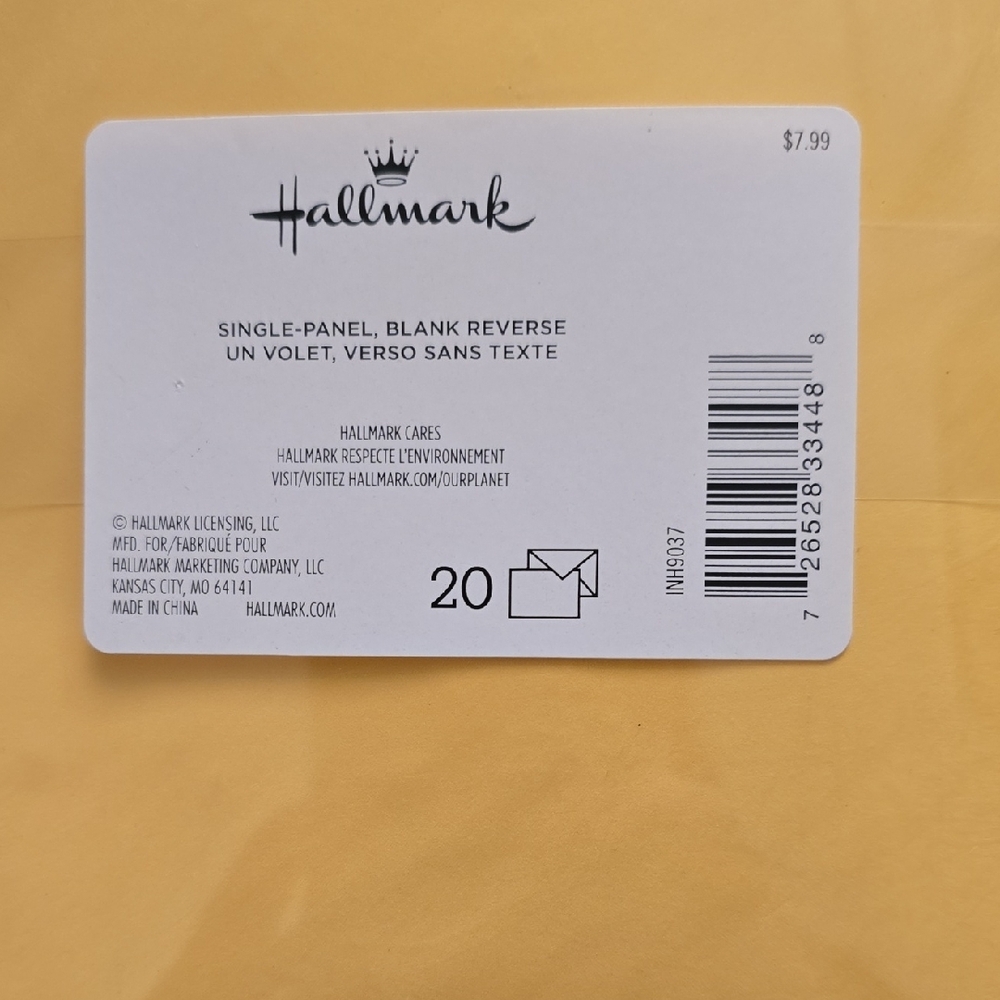 $7.99
Hallmark
SINGLE-PANEL, BLANK REVERSE
UN VOLET, VERSO SANS TEXTE
HALLMARK CARES
HALLMARK RESPECTE L'ENVIRONNEMENT
VISIT/VISITEZ HALLMARK.COM/OURPLANET
© HALLMARK LICENSING, LLC
MFD. FOR/FABRIQUÉ POUR
HALLMARK MARKETING COMPANY, LLC
KANSAS CITY, MO 64141
MADE IN CHINA HALLMARK.COM
20
INH9037
7 26528 33448 8